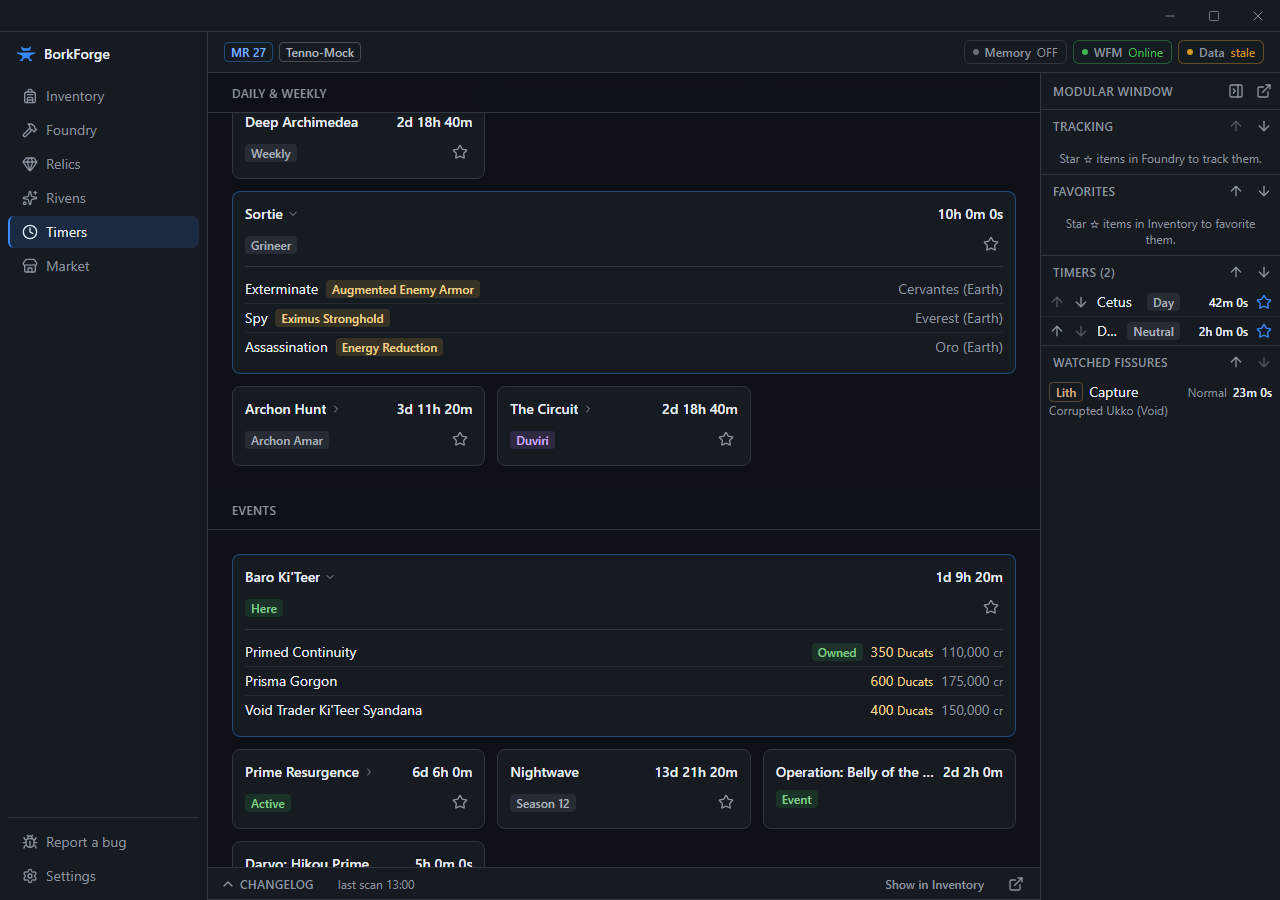 BorkForge
Inventory
Foundry
Relics
Rivens
Timers
Market
Report a bug
Settings
MR 27
Tenno-Mock
Memory OFF
WFM Online
Data stale
DAILY & WEEKLY
Deep Archimedea 2d 18h 40m
Weekly
Sortie 10h 0m 0s
Grineer
Exterminate Augmented Enemy Armor Cervantes (Earth)
Spy Eximus Stronghold Everest (Earth)
Assassination Energy Reduction Oro (Earth)
Archon Hunt 3d 11h 20m
Archon Amar
The Circuit 2d 18h 40m
Duviri
EVENTS
Baro Ki'Teer 1d 9h 20m
Here
Primed Continuity Owned 350 Ducats 110,000 cr
Prisma Gorgon 600 Ducats 175,000 cr
Void Trader Ki'Teer Syandana 400 Ducats 150,000 cr
Prime Resurgence 6d 6h 0m
Active
Nightwave 13d 21h 20m
Season 12
Operation: Belly of the ... 2d 2h 0m
Event
Darvo: Hikou Prime 5h 0m 0s
CHANGELOG last scan 13:00 Show in Inventory
MODULAR WINDOW
TRACKING
Star ☆ items in Foundry to track them.
FAVORITES
Star ☆ items in Inventory to favorite
them.
TIMERS (2)
Cetus Day 42m 0s
D... Neutral 2h 0m 0s
WATCHED FISSURES
Lith Capture Normal 23m 0s
Corrupted Ukko (Void)